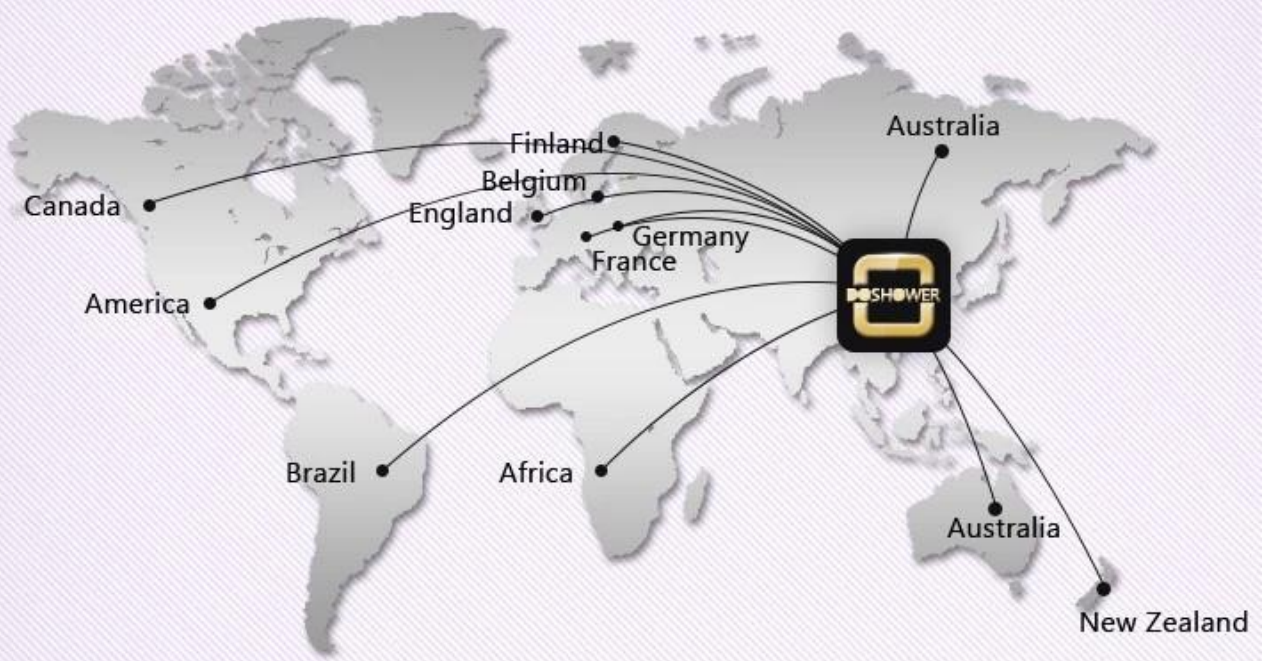 Australia
Finland
Belgium
Canada
England
Germany
France
America
DOSHOWER
Brazil
Africa
Australia
New Zealand